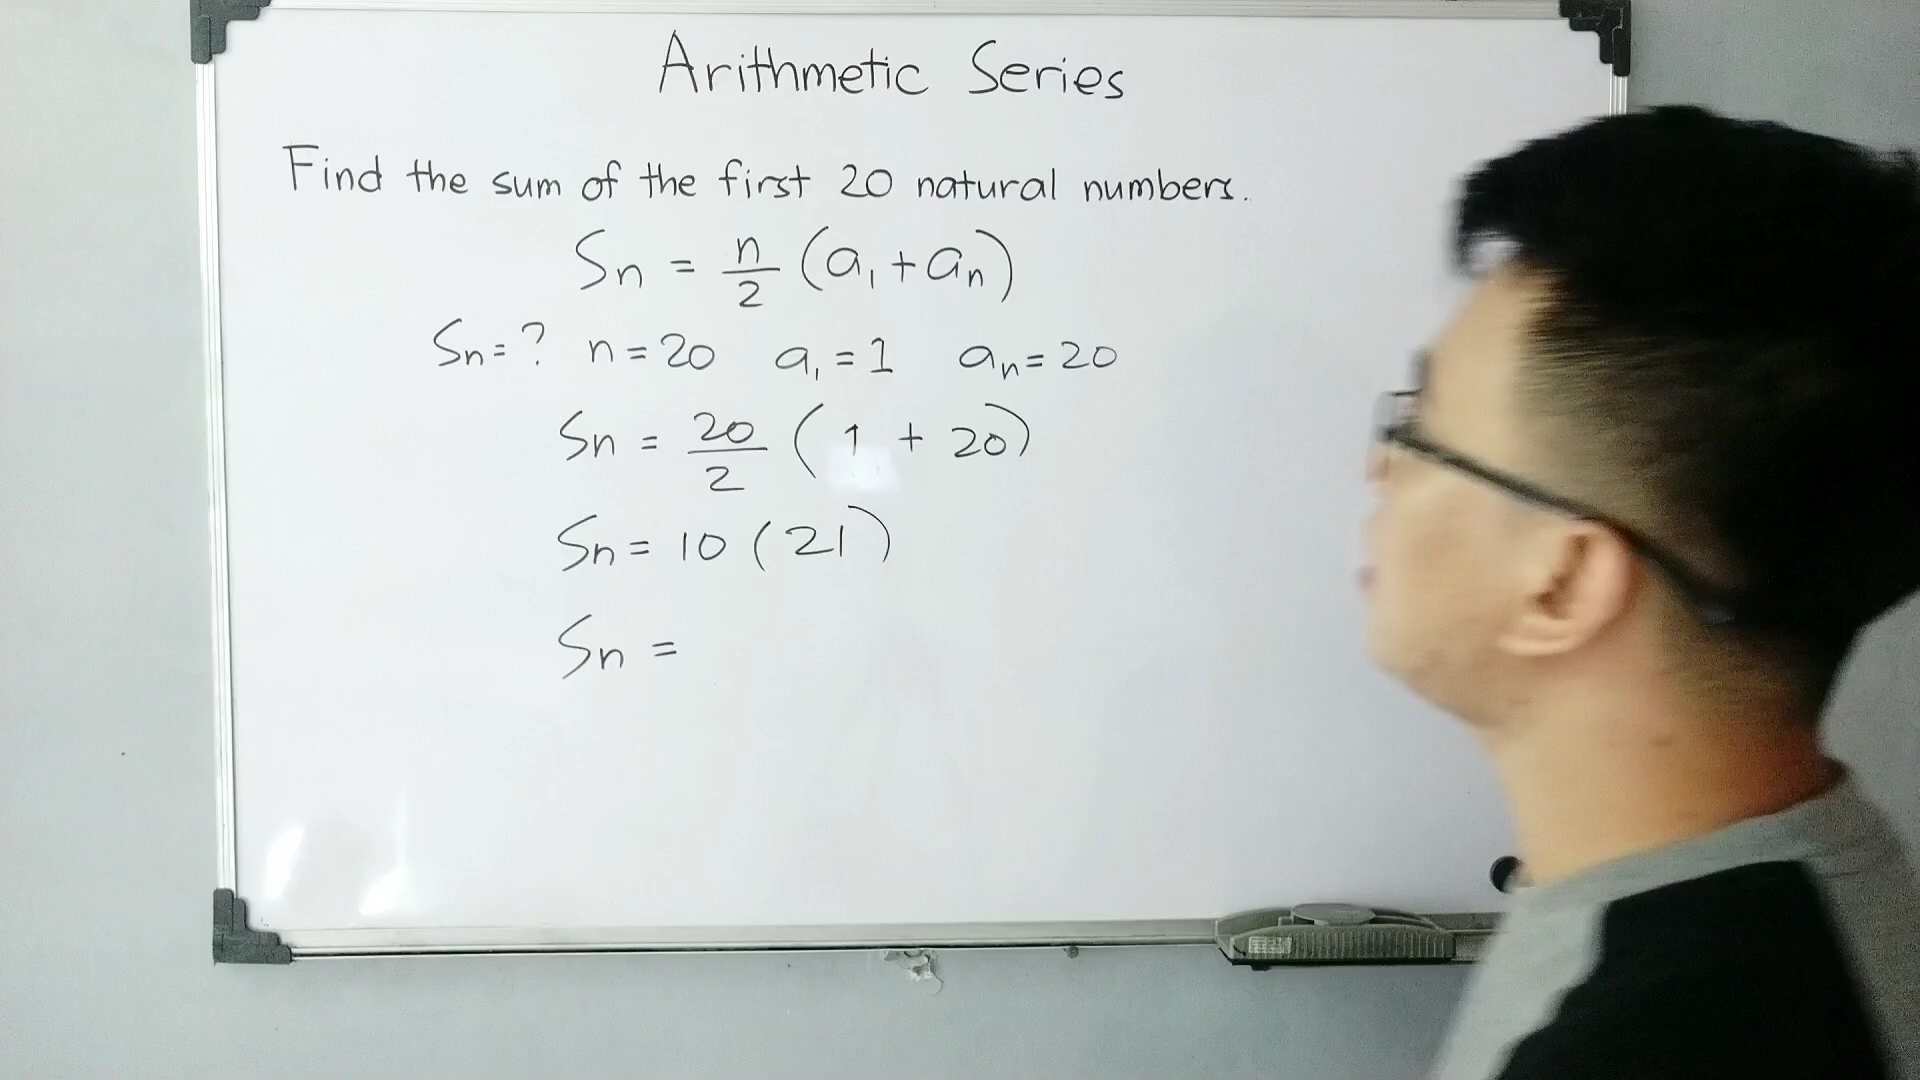 Arithmetic Series
Find the sum of the first 20 natural numbers.
Sn = n/2 (a₁ + aₙ)
Sn = ? n = 20 a₁ = 1 aₙ = 20
Sn = 20/2 (1 + 20)
Sn = 10 (21)
Sn =